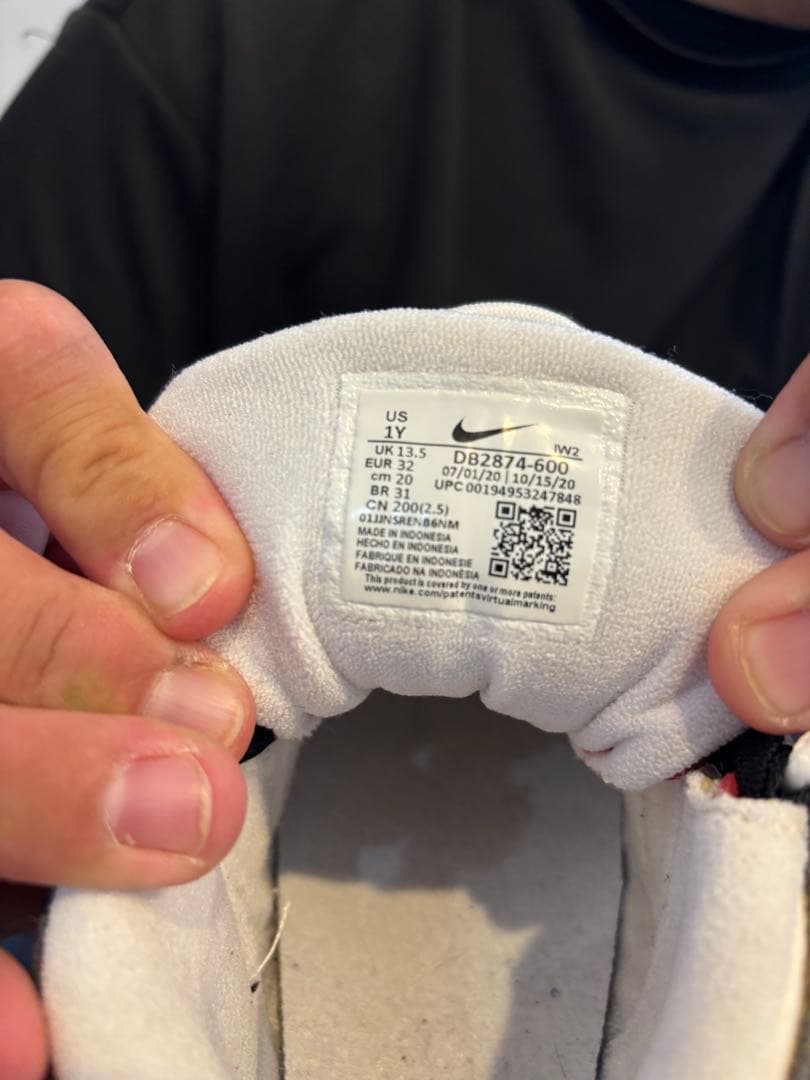 US
1Y
IW2
UK 13.5
DB2874-600
EUR 32
07/01/20 | 10/15/20
cm 20
UPC 00194953247848
BR 31
CN 200(2.5)
01JJNSRENB6NM
MADE IN INDONESIA
HECHO EN INDONESIA
FABRIQUE EN INDONESIE
FABRICADO NA INDONÉSIA
This product is covered by one or more patents:
www.nike.com/patentsvirtualmarking